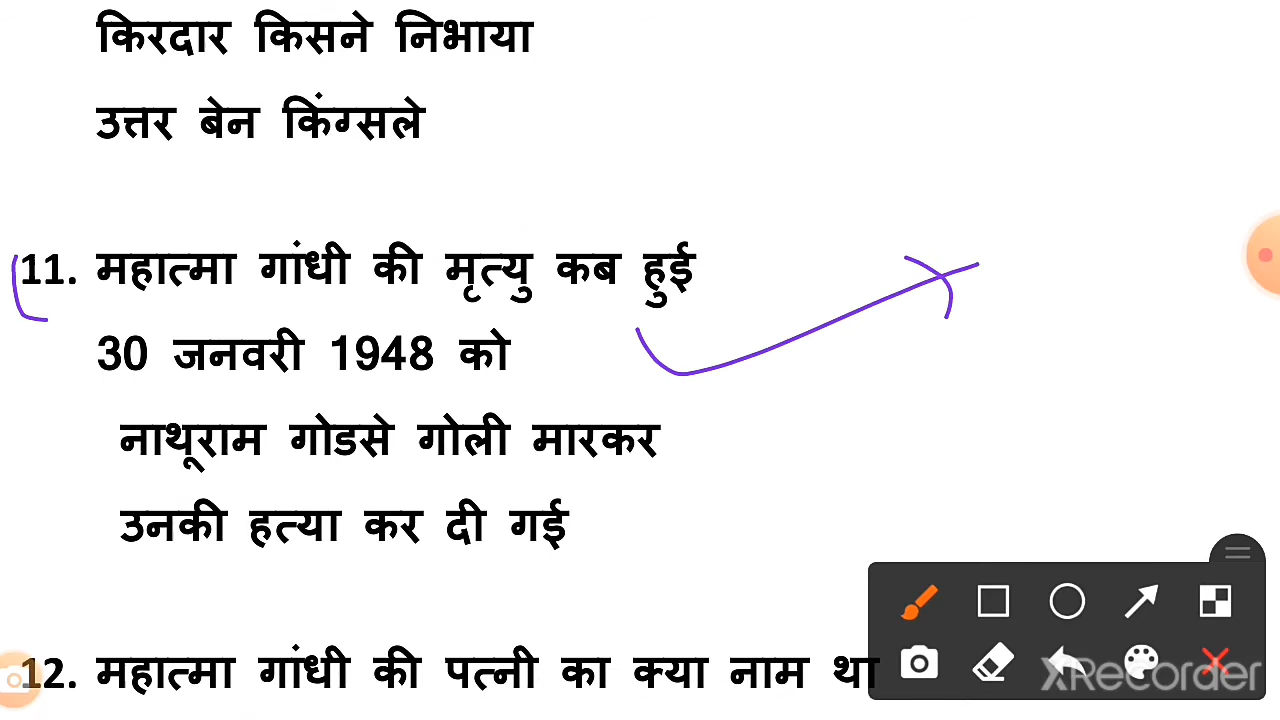 किरदार किसने निभाया
उत्तर बेन किंग्सले
11. महात्मा गांधी की मृत्यु कब हुई
30 जनवरी 1948 को
नाथूराम गोडसे गोली मारकर
उनकी हत्या कर दी गई
12. महात्मा गांधी की पत्नी का क्या नाम था
XRecorder